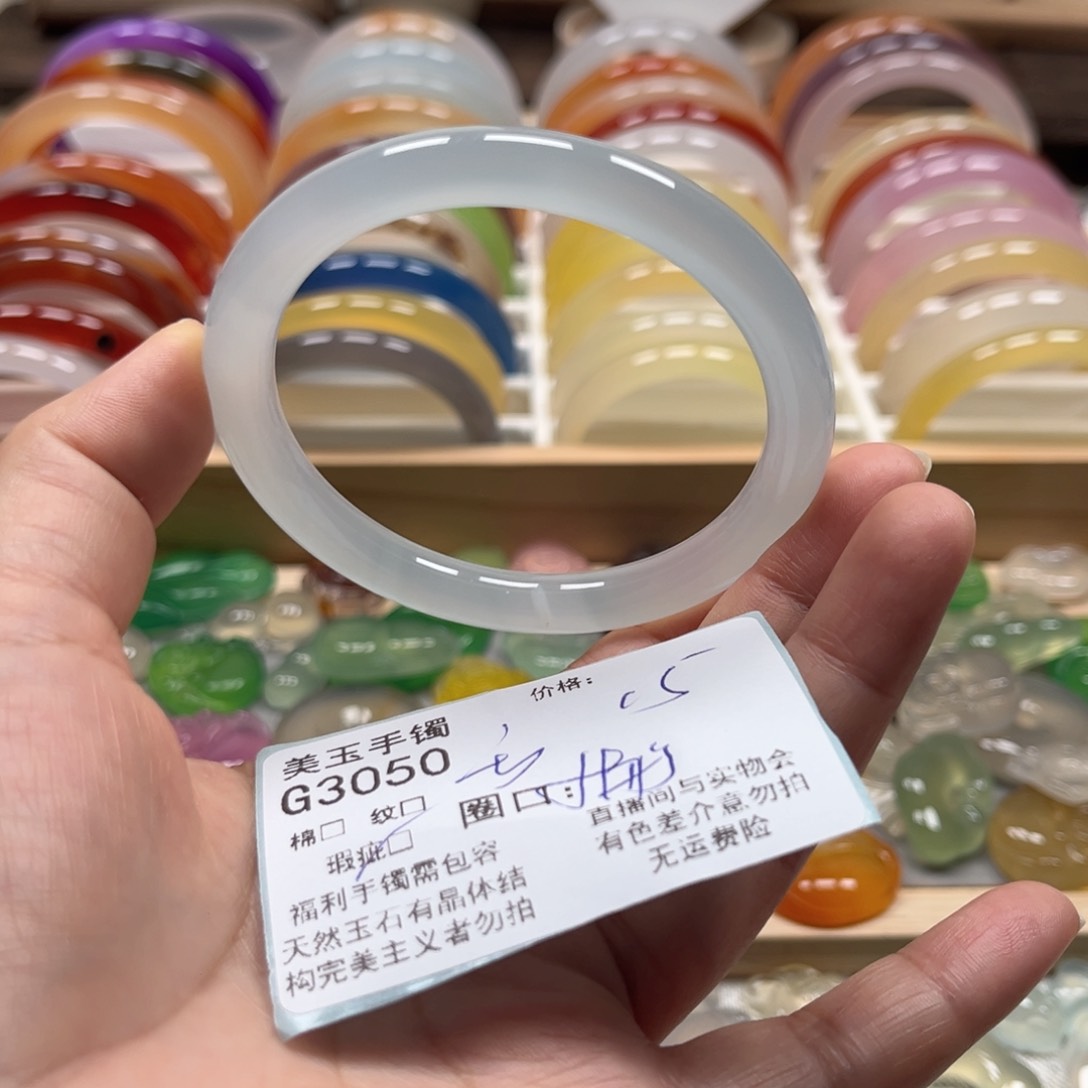 价格:
美玉手镯
G3050
棉□ 纹□ 圈口:
瑕疵□
直播间与实物会
有色差介意勿拍
无运费险
福利手镯需包容
天然玉石有晶体结
构完美主义者勿拍